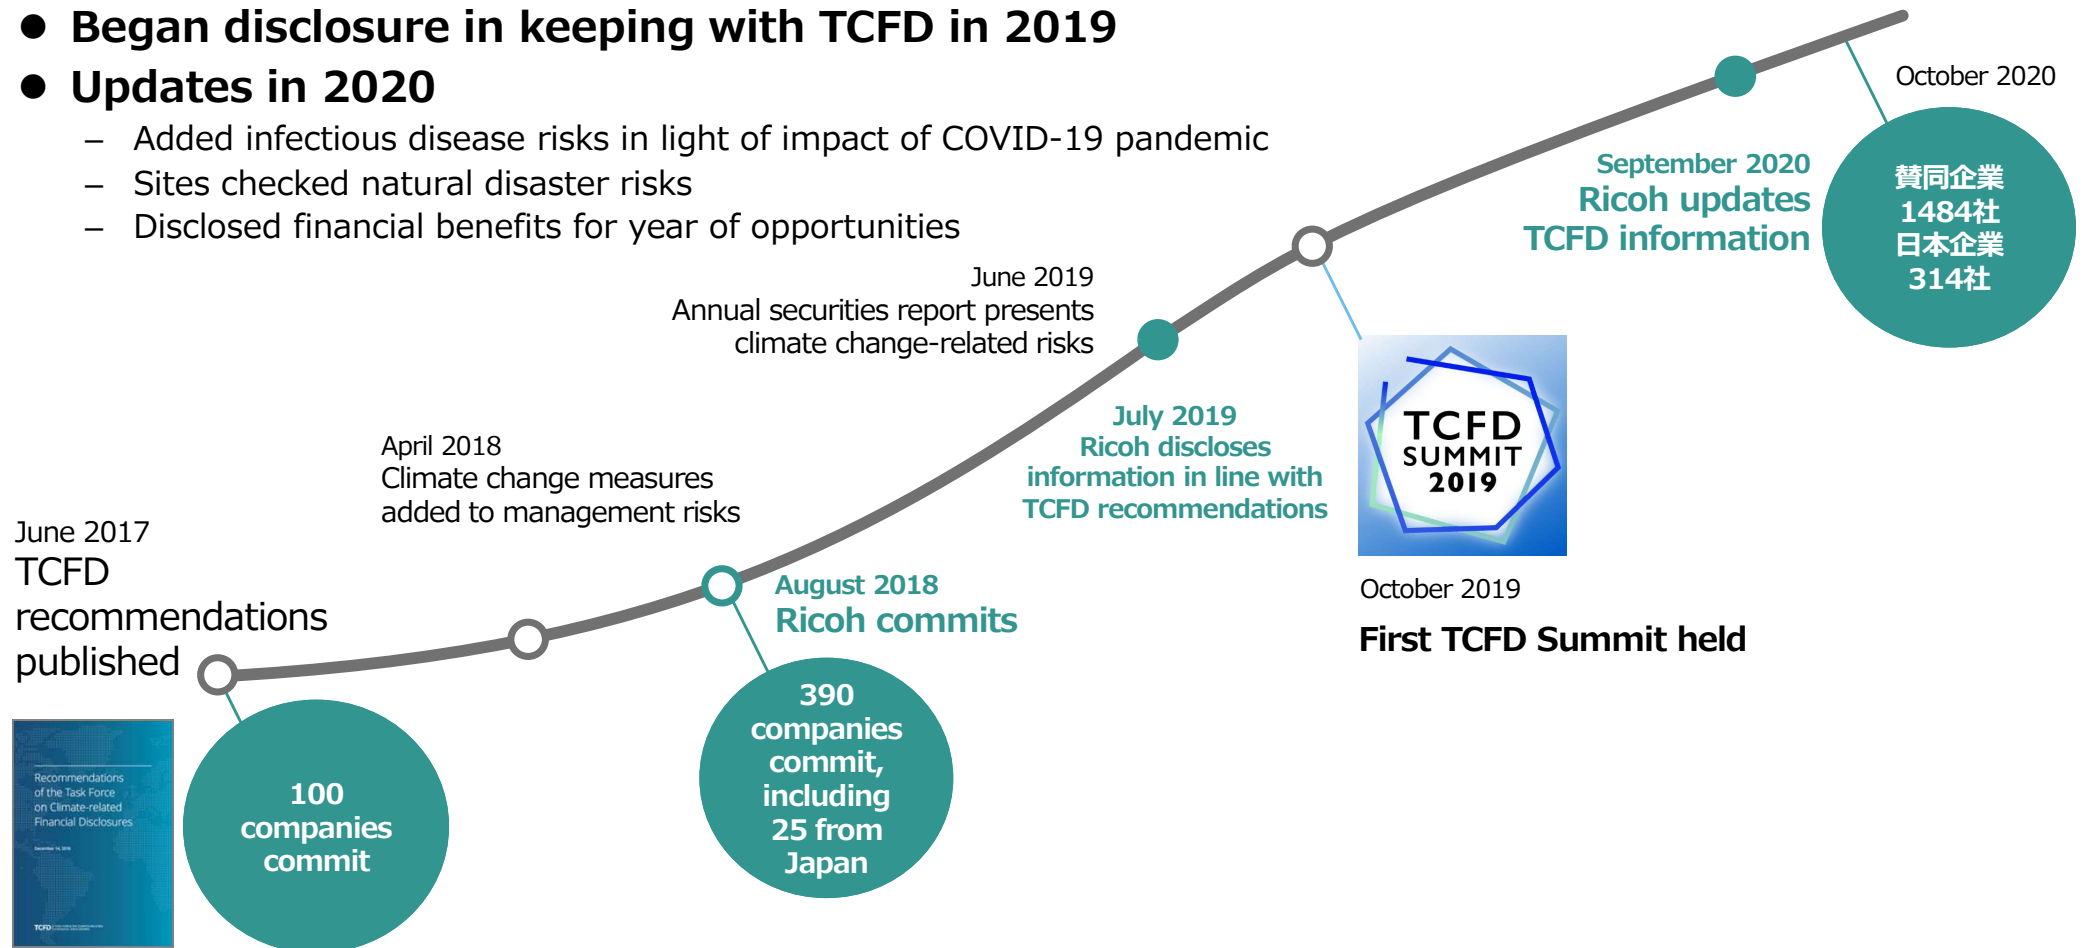 ● Began disclosure in keeping with TCFD in 2019
● Updates in 2020
– Added infectious disease risks in light of impact of COVID-19 pandemic
– Sites checked natural disaster risks
– Disclosed financial benefits for year of opportunities
June 2017
TCFD
recommendations
published
Recommendations
of the Task Force
on Climate-related
Financial Disclosures
December 14, 2016
TCFD
100
companies
commit
April 2018
Climate change measures
added to management risks
August 2018
Ricoh commits
390
companies
commit,
including
25 from
Japan
June 2019
Annual securities report presents
climate change-related risks
July 2019
Ricoh discloses
information in line with
TCFD recommendations
TCFD
SUMMIT
2019
October 2019
First TCFD Summit held
September 2020
Ricoh updates
TCFD information
October 2020
賛同企業
1484社
日本企業
314社